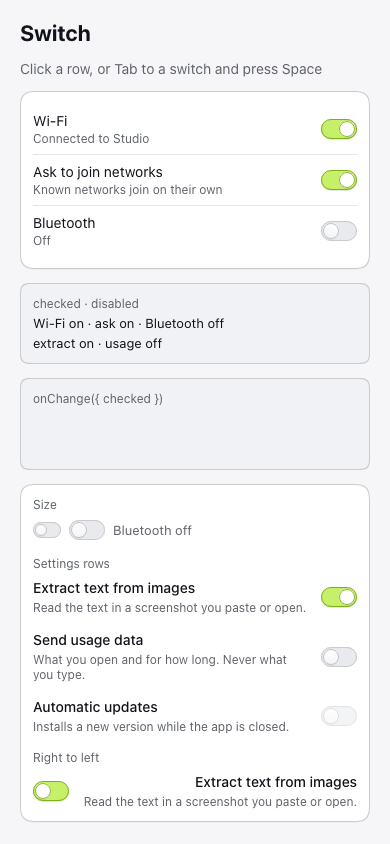 Switch
Click a row, or Tab to a switch and press Space
Wi-Fi
Connected to Studio
Ask to join networks
Known networks join on their own
Bluetooth
Off
checked · disabled
Wi-Fi on · ask on · Bluetooth off
extract on · usage off
onChange({ checked })
Size
Bluetooth off
Settings rows
Extract text from images
Read the text in a screenshot you paste or open.
Send usage data
What you open and for how long. Never what
you type.
Automatic updates
Installs a new version while the app is closed.
Right to left
Extract text from images
Read the text in a screenshot you paste or open.